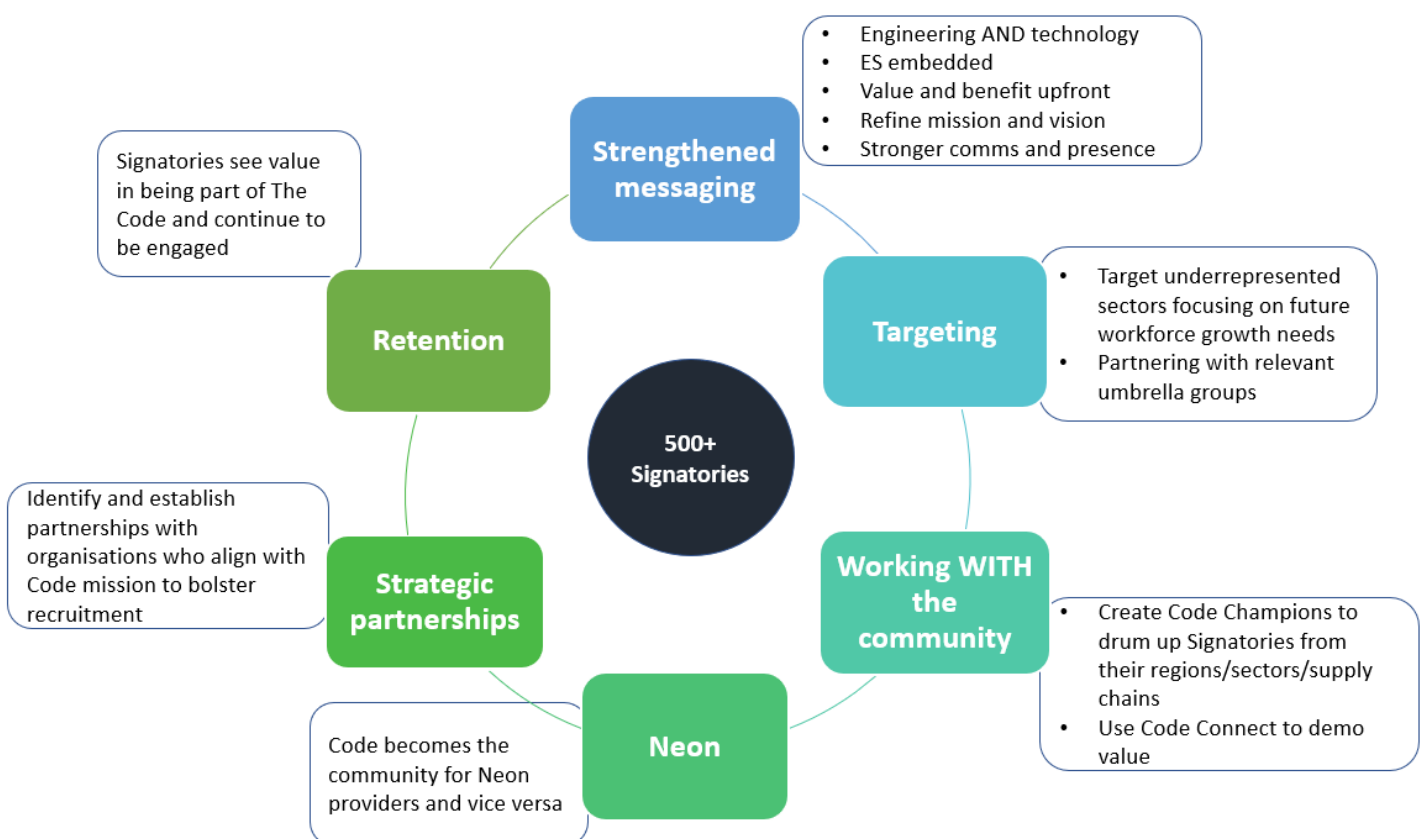 Strengthened
messaging
• Engineering AND technology
• ES embedded
• Value and benefit upfront
• Refine mission and vision
• Stronger comms and presence
Targeting
• Target underrepresented
sectors focusing on future
workforce growth needs
• Partnering with relevant
umbrella groups
Working WITH
the
community
• Create Code Champions to
drum up Signatories from
their regions/sectors/supply
chains
• Use Code Connect to demo
value
Neon
Code becomes the
community for Neon
providers and vice versa
Strategic
partnerships
Identify and establish
partnerships with
organisations who align with
Code mission to bolster
recruitment
Retention
Signatories see value
in being part of The
Code and continue to
be engaged
500+
Signatories